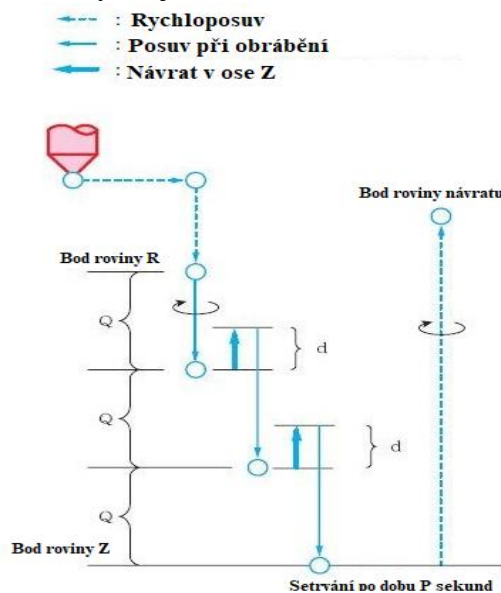 : Rychloposuv
: Posuv při obrábění
: Návrat v ose Z
Bod roviny návratu
Bod roviny R
Q
d
Q
d
Q
Bod roviny Z
Setrvání po dobu P sekund